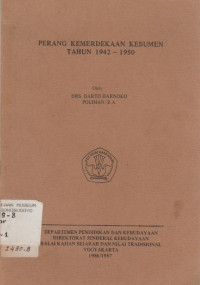 PERANG KEMERDEKAAN KEBUMEN
TAHUN 1942 – 1950
Oleh
DRS. DARTO HARNOKO
POLIMAN, B.A
DEPARTEMEN PENDIDIKAN DAN KEBUDAYAAN
DIREKTORAT JENDERAL KEBUDAYAAN
BALAI KAJIAN SEJARAH DAN NILAI TRADISIONAL
YOGYAKARTA
1986/1987